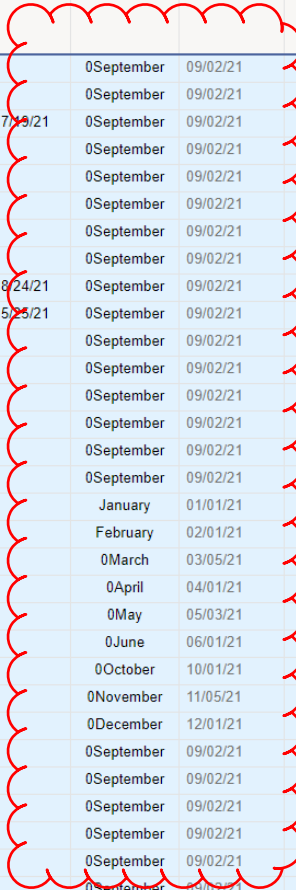 0September 09/02/21
0September 09/02/21
7/19/21 0September 09/02/21
0September 09/02/21
0September 09/02/21
0September 09/02/21
0September 09/02/21
0September 09/02/21
8/24/21 0September 09/02/21
5/25/21 0September 09/02/21
0September 09/02/21
0September 09/02/21
0September 09/02/21
0September 09/02/21
0September 09/02/21
0September 09/02/21
January 01/01/21
February 02/01/21
0March 03/05/21
0April 04/01/21
0May 05/03/21
0June 06/01/21
0October 10/01/21
0November 11/05/21
0December 12/01/21
0September 09/02/21
0September 09/02/21
0September 09/02/21
0September 09/02/21
0September 09/02/21
0September 09/02/21